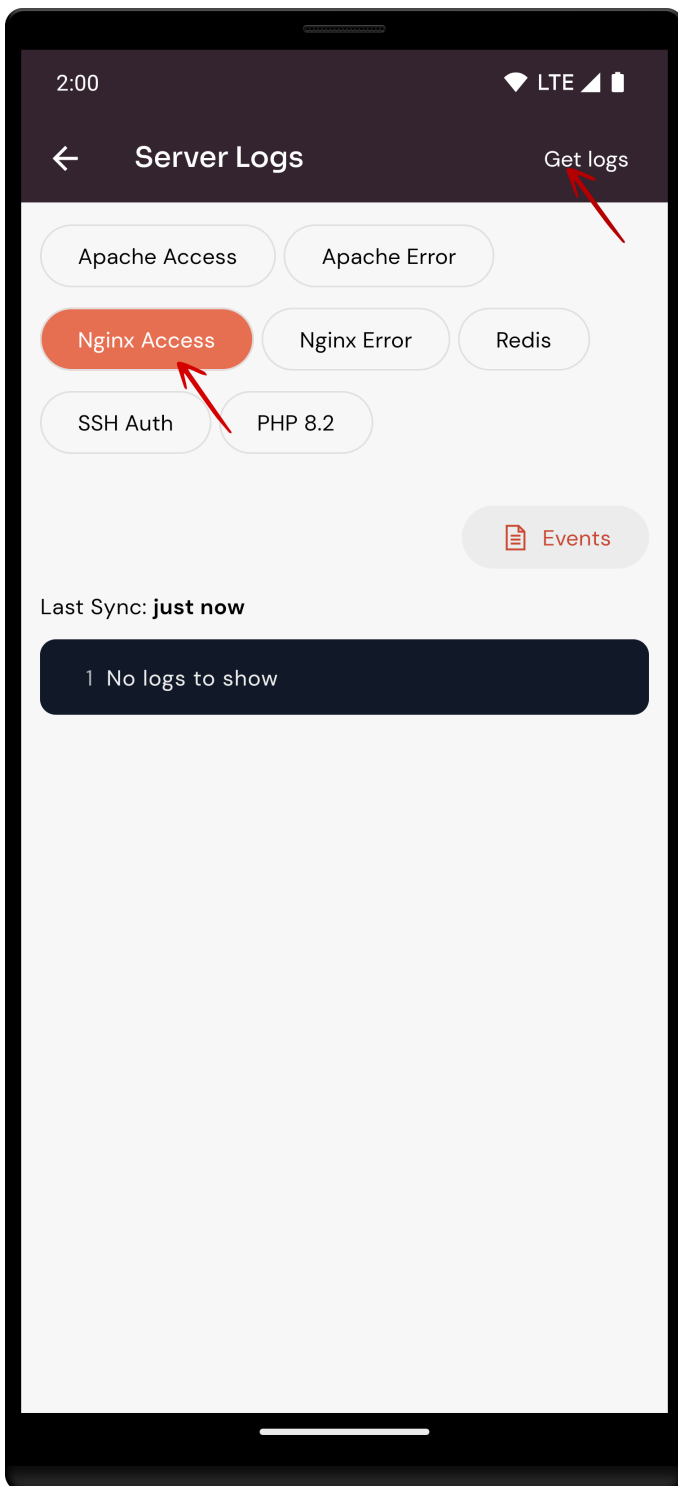 2:00 LTE
Server Logs Get logs
Apache Access Apache Error
Nginx Access Nginx Error Redis
SSH Auth PHP 8.2
Events
Last Sync: just now
1 No logs to show